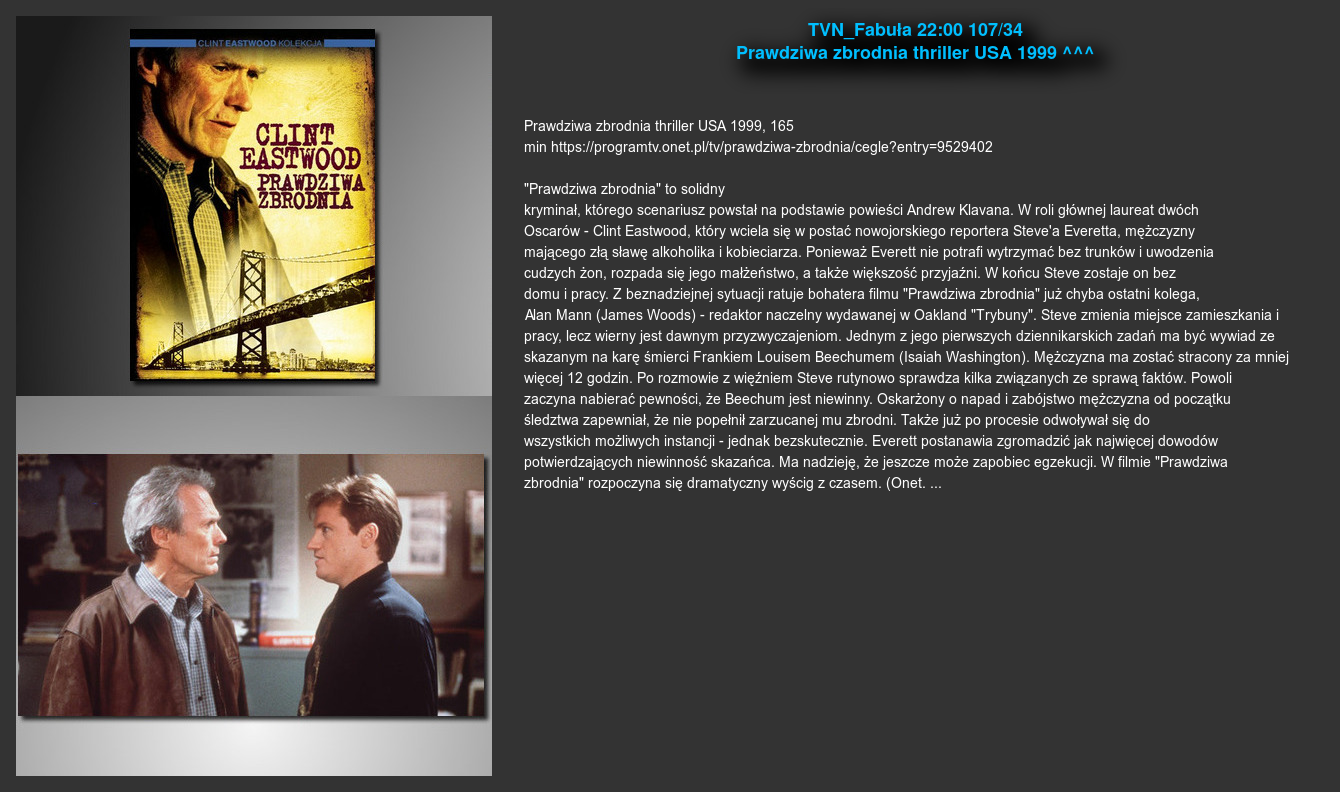 CLINT EASTWOOD KOLEKCJA
CLINT
EASTWOOD
PRAWDZIWA
ZBRODNIA
TVN_Fabuła 22:00 107/34
Prawdziwa zbrodnia thriller USA 1999 ^^^
Prawdziwa zbrodnia thriller USA 1999, 165
min https://programtv.onet.pl/tv/prawdziwa-zbrodnia/cegle?entry=9529402
"Prawdziwa zbrodnia" to solidny
kryminał, którego scenariusz powstał na podstawie powieści Andrew Klavana. W roli głównej laureat dwóch
Oscarów - Clint Eastwood, który wciela się w postać nowojorskiego reportera Steve'a Everetta, mężczyzny
mającego złą sławę alkoholika i kobieciarza. Ponieważ Everett nie potrafi wytrzymać bez trunków i uwodzenia
cudzych żon, rozpada się jego małżeństwo, a także większość przyjaźni. W końcu Steve zostaje on bez
domu i pracy. Z beznadziejnej sytuacji ratuje bohatera filmu "Prawdziwa zbrodnia" już chyba ostatni kolega,
Alan Mann (James Woods) - redaktor naczelny wydawanej w Oakland "Trybuny". Steve zmienia miejsce zamieszkania i
pracy, lecz wierny jest dawnym przyzwyczajeniom. Jednym z jego pierwszych dziennikarskich zadań ma być wywiad ze
skazanym na karę śmierci Frankiem Louisem Beechumem (Isaiah Washington). Mężczyzna ma zostać stracony za mniej
więcej 12 godzin. Po rozmowie z więźniem Steve rutynowo sprawdza kilka związanych ze sprawą faktów. Powoli
zaczyna nabierać pewności, że Beechum jest niewinny. Oskarżony o napad i zabójstwo mężczyzna od początku
śledztwa zapewniał, że nie popełnił zarzucanej mu zbrodni. Także już po procesie odwoływał się do
wszystkich możliwych instancji - jednak bezskutecznie. Everett postanawia zgromadzić jak najwięcej dowodów
potwierdzających niewinność skazańca. Ma nadzieję, że jeszcze może zapobiec egzekucji. W filmie "Prawdziwa
zbrodnia" rozpoczyna się dramatyczny wyścig z czasem. (Onet. ...